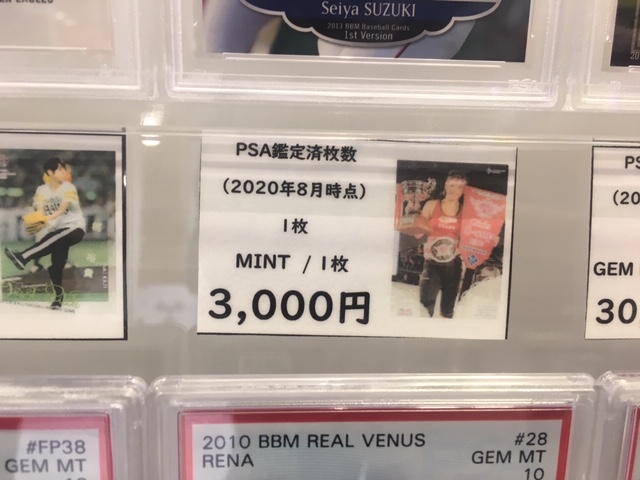 Seiya SUZUKI
2013 BBM Baseball Cards
1st Version
PSA鑑定済枚数
(2020年8月時点)
1枚
MINT / 1枚
3,000円
PS
(20
GEM
30
#FP38
GEM MT
10
2010 BBM REAL VENUS
RENA
#28
GEM MT
10